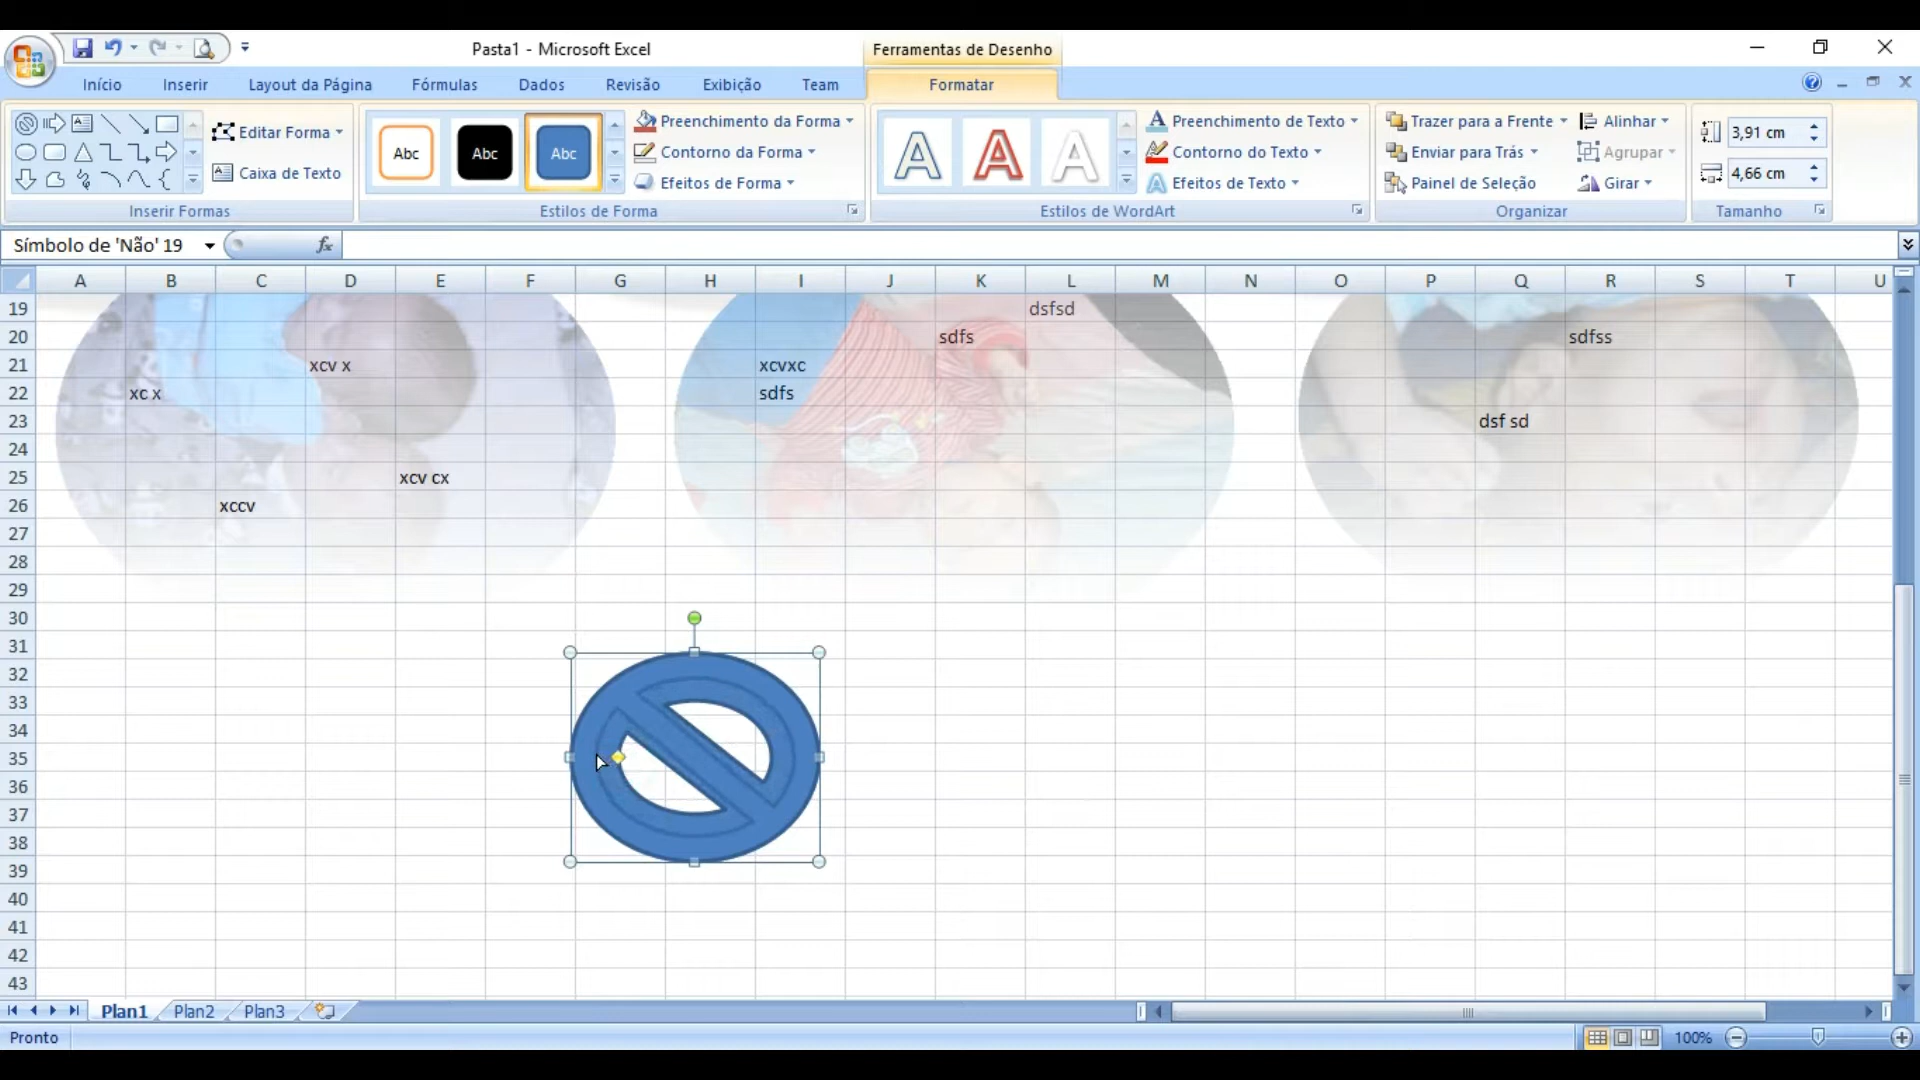 Pasta1 - Microsoft Excel
Ferramentas de Desenho
Início Inserir Layout da Página Fórmulas Dados Revisão Exibição Team Formatar
Editar Forma
Caixa de Texto
Inserir Formas
Abc Abc Abc
Preenchimento da Forma
Contorno da Forma
Efeitos de Forma
Estilos de Forma
A A A
Preenchimento de Texto
Contorno do Texto
Efeitos de Texto
Estilos de WordArt
Trazer para a Frente
Enviar para Trás
Painel de Seleção
Alinhar
Agrupar
Girar
Organizar
3,91 cm
4,66 cm
Tamanho
Símbolo de 'Não' 19
fx
A B C D E F G H I J K L M N O P Q R S T U
19 dsfsd
20 sdfs sdfss
21 xcv x xcvxc
22 xc x sdfs
23 dsf sd
24
25 xcv cx
26 xccv
27
28
29
30
31
32
33
34
35
36
37
38
39
40
41
42
43
Plan1 Plan2 Plan3
Pronto 100%